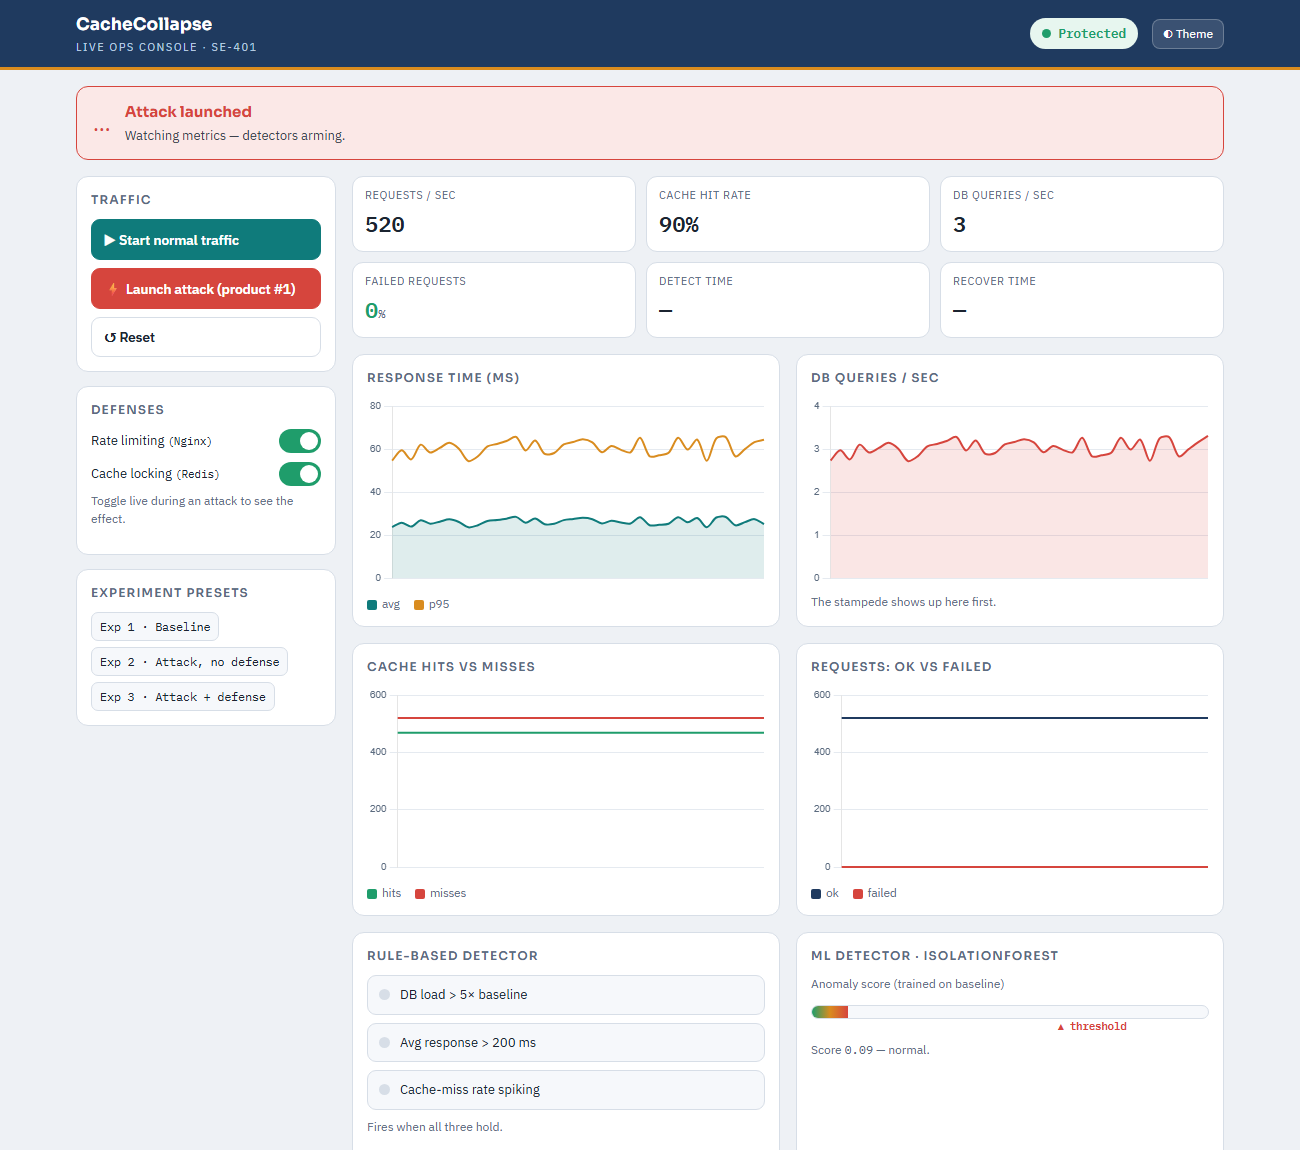 CacheCollapse
LIVE OPS CONSOLE · SE-401
● Protected
◐ Theme
...
Attack launched
Watching metrics — detectors arming.
TRAFFIC
▶ Start normal traffic
⚡ Launch attack (product #1)
↺ Reset
DEFENSES
Rate limiting (Nginx)
Cache locking (Redis)
Toggle live during an attack to see the
effect.
EXPERIMENT PRESETS
Exp 1 · Baseline
Exp 2 · Attack, no defense
Exp 3 · Attack + defense
REQUESTS / SEC
520
CACHE HIT RATE
90%
DB QUERIES / SEC
3
FAILED REQUESTS
0%
DETECT TIME
—
RECOVER TIME
—
RESPONSE TIME (MS)
80
60
40
20
0
avg p95
DB QUERIES / SEC
4
3
2
1
0
The stampede shows up here first.
CACHE HITS VS MISSES
600
400
200
0
hits misses
REQUESTS: OK VS FAILED
600
400
200
0
ok failed
RULE-BASED DETECTOR
DB load > 5× baseline
Avg response > 200 ms
Cache-miss rate spiking
Fires when all three hold.
ML DETECTOR · ISOLATIONFOREST
Anomaly score (trained on baseline)
▲ threshold
Score 0.09 — normal.